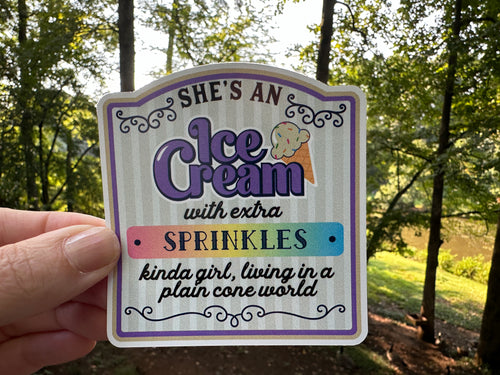 SHE'S AN
Ice
Cream
with extra
SPRINKLES
kinda girl, living in a
plain cone world